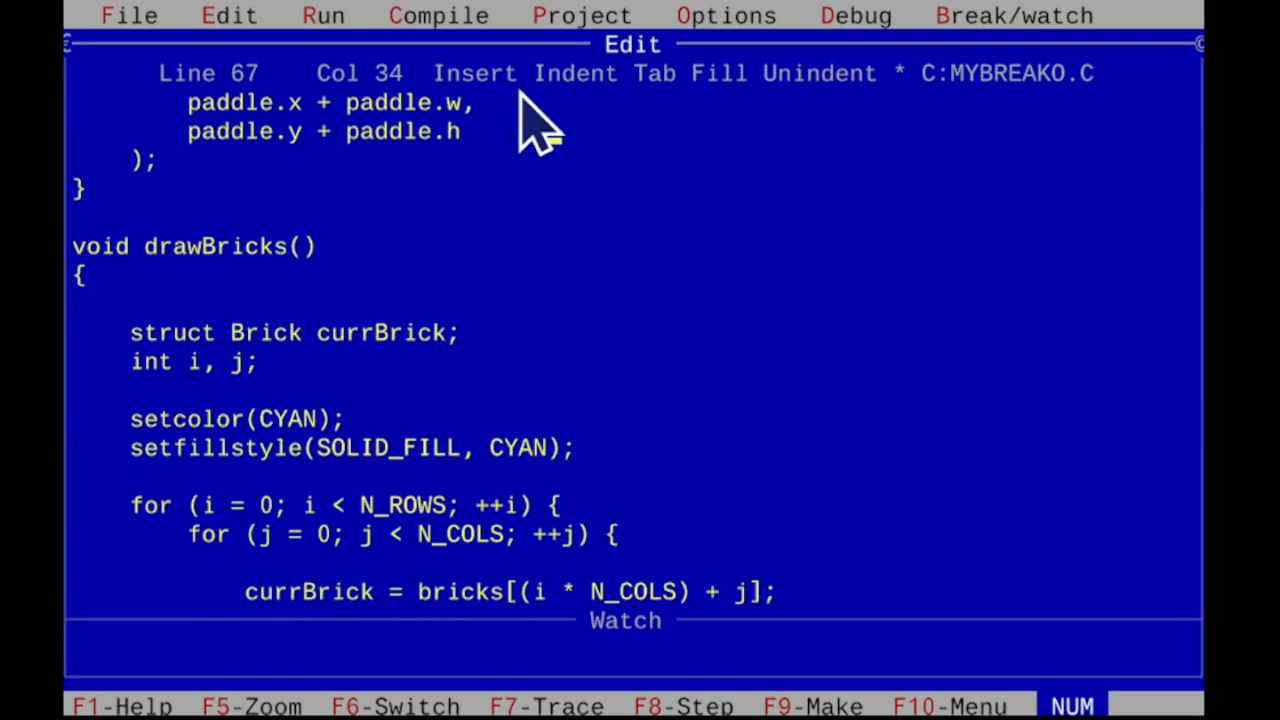 File Edit Run Compile Project Options Debug Break/watch
Edit
Line 67 Col 34 Insert Indent Tab Fill Unindent * C:MYBREAKO.C
paddle.x + paddle.w,
paddle.y + paddle.h
);
}
void drawBricks()
{
struct Brick currBrick;
int i, j;
setcolor(CYAN);
setfillstyle(SOLID_FILL, CYAN);
for (i = 0; i < N_ROWS; ++i) {
for (j = 0; j < N_COLS; ++j) {
currBrick = bricks[(i * N_COLS) + j];
Watch
F1-Help F5-Zoom F6-Switch F7-Trace F8-Step F9-Make F10-Menu NUM